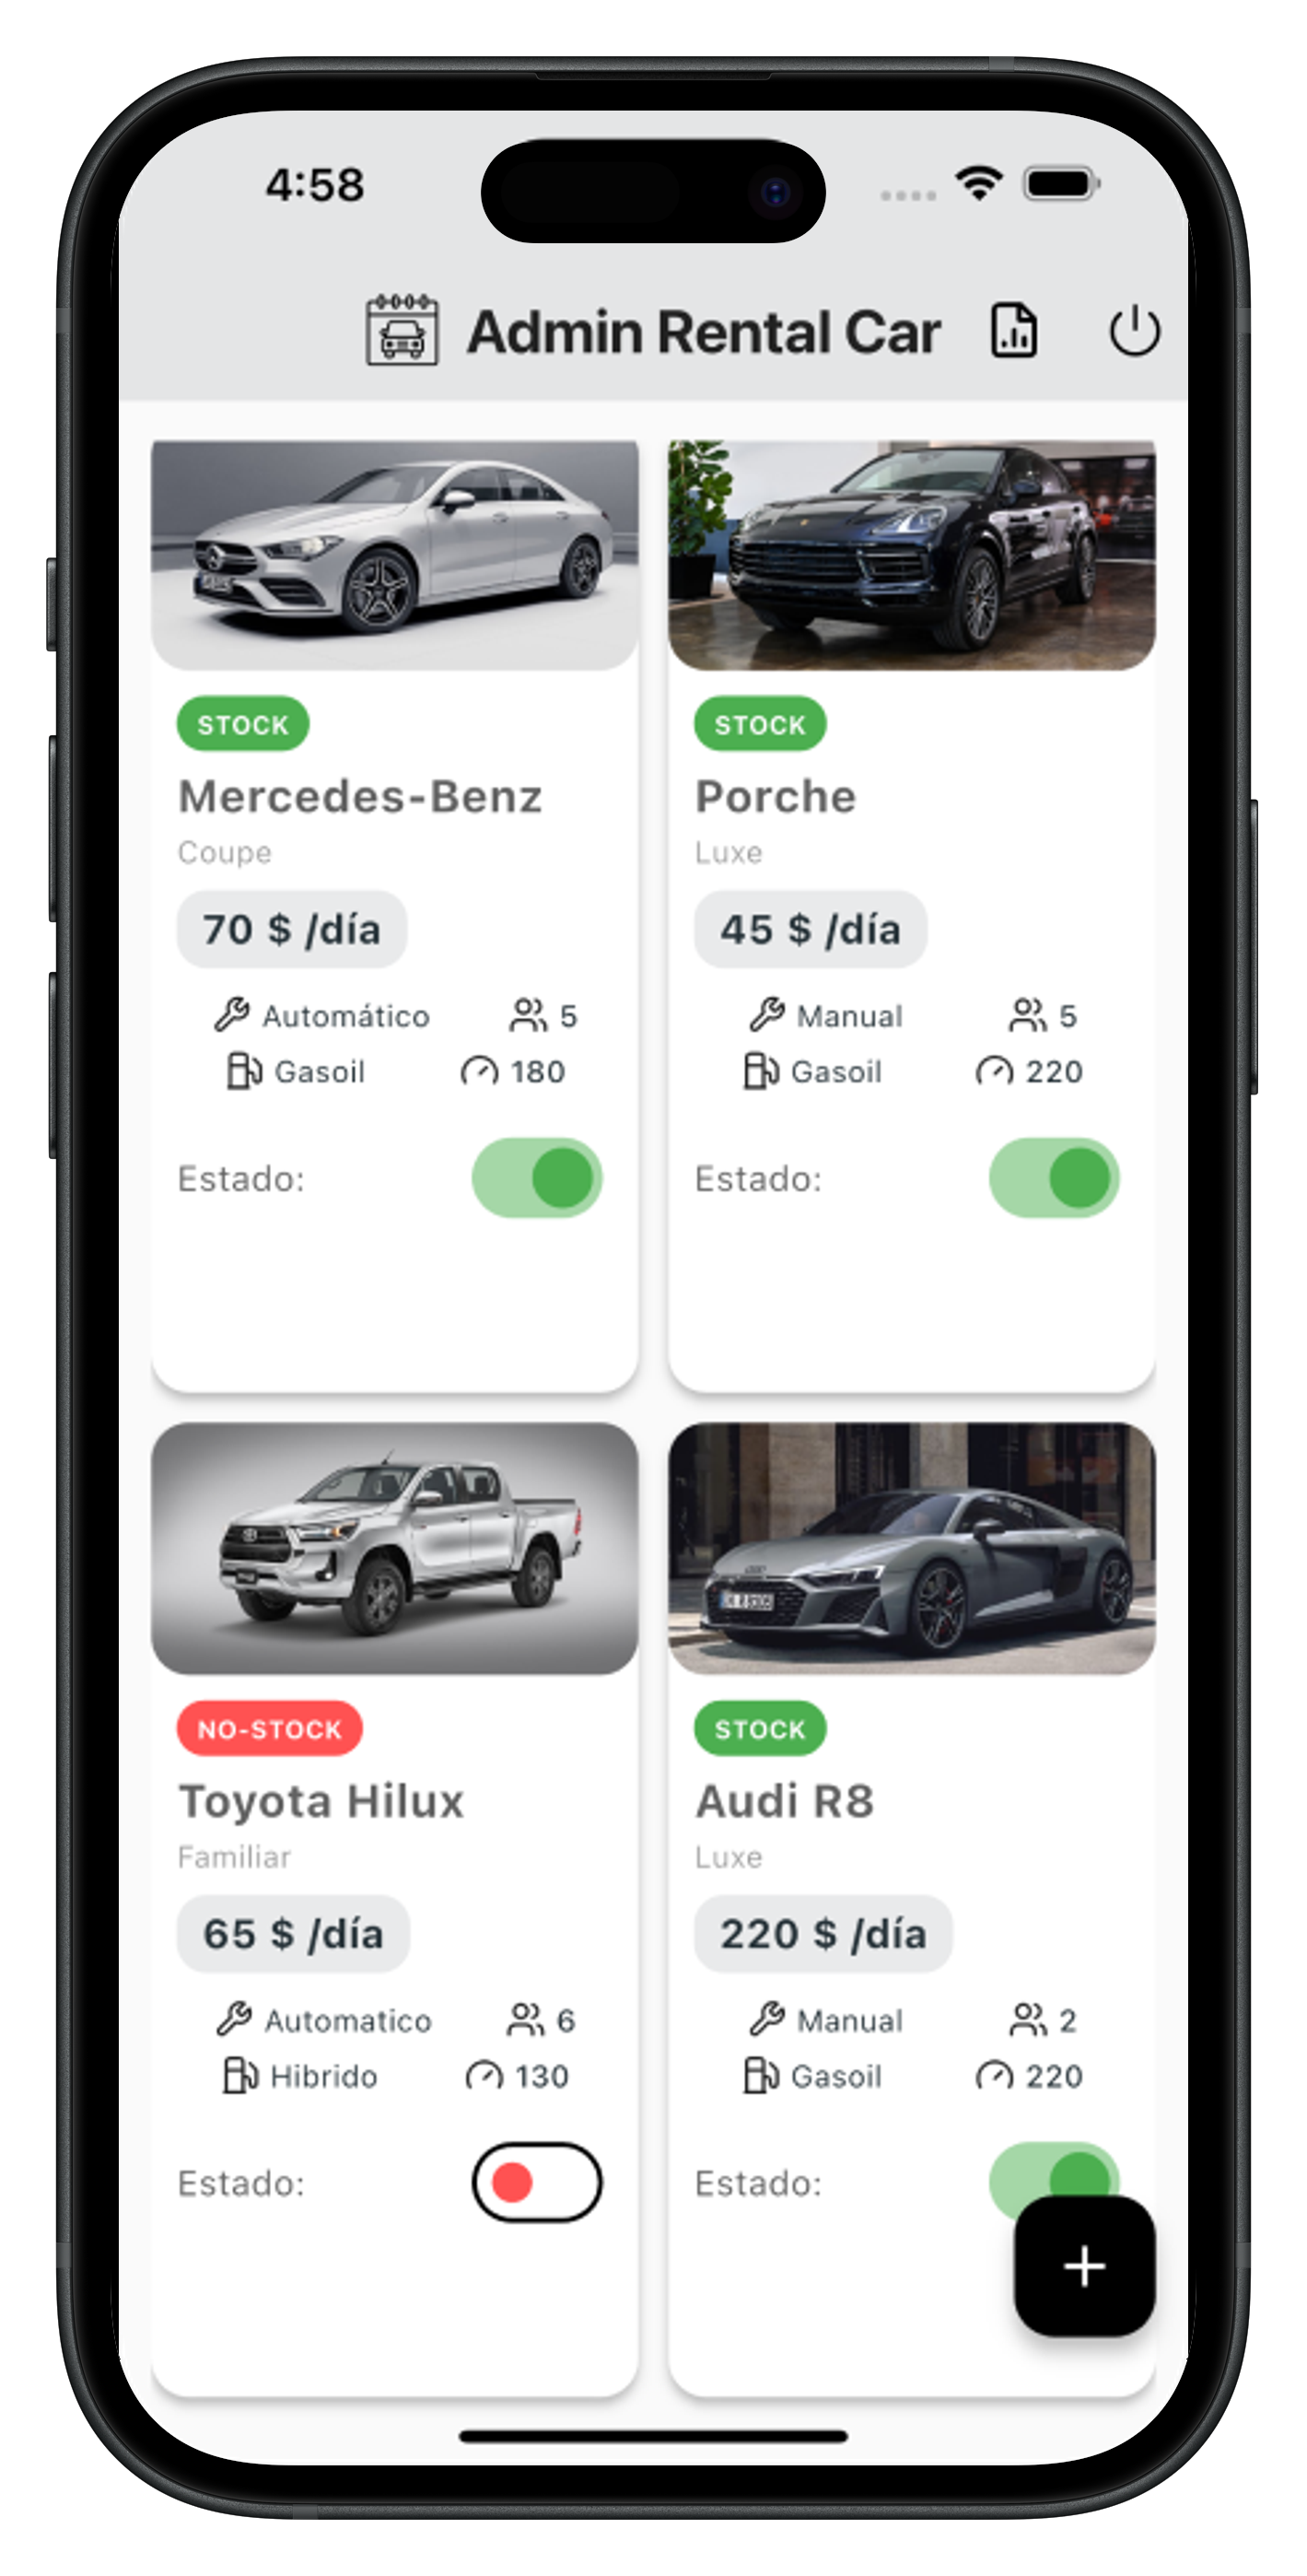 4:58
Admin Rental Car
STOCK
Mercedes-Benz
Coupe
70 $ /día
Automático 5
Gasoil 180
Estado:
STOCK
Porche
Luxe
45 $ /día
Manual 5
Gasoil 220
Estado:
NO-STOCK
Toyota Hilux
Familiar
65 $ /día
Automatico 6
Hibrido 130
Estado:
STOCK
Audi R8
Luxe
220 $ /día
Manual 2
Gasoil 220
Estado:
+